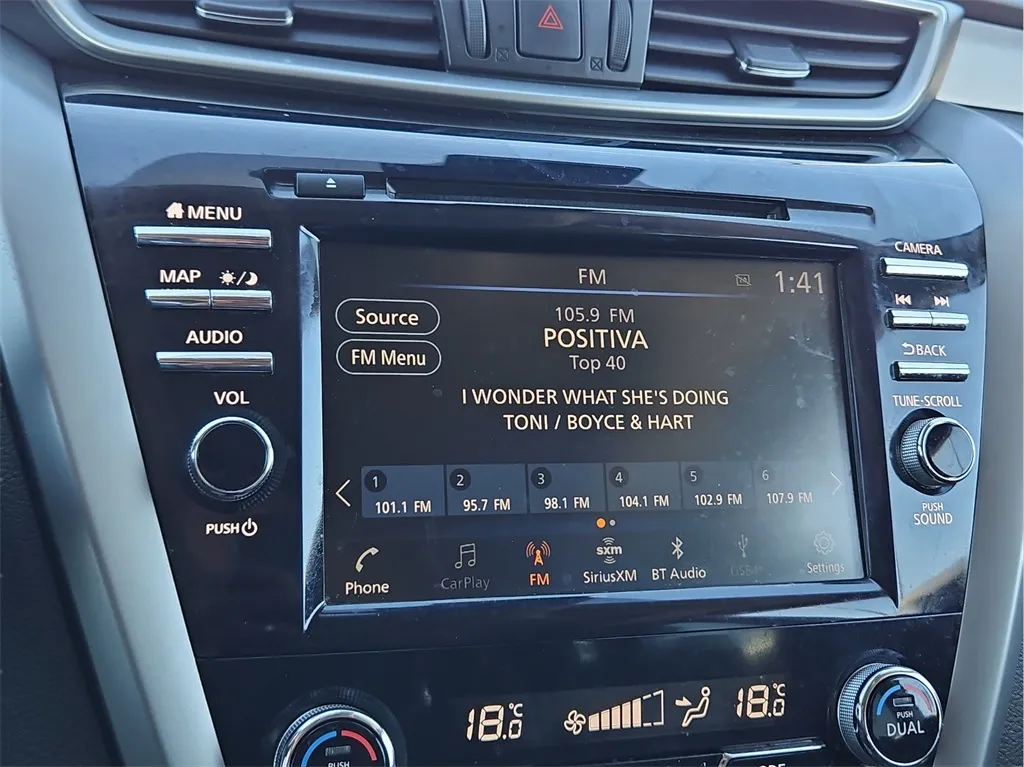 MENU
MAP
AUDIO
VOL
PUSH
FM
1:41
Source
FM Menu
105.9 FM
POSITIVA
Top 40
I WONDER WHAT SHE'S DOING
TONI / BOYCE & HART
1 2 3 4 5 6
101.1 FM 95.7 FM 98.1 FM 104.1 FM 102.9 FM 107.9 FM
Phone
CarPlay
FM
sxm
SiriusXM
BT Audio
Settings
CAMERA
BACK
TUNE·SCROLL
PUSH
SOUND
18.0
°C
18.0
°C
PUSH
PUSH
DUAL